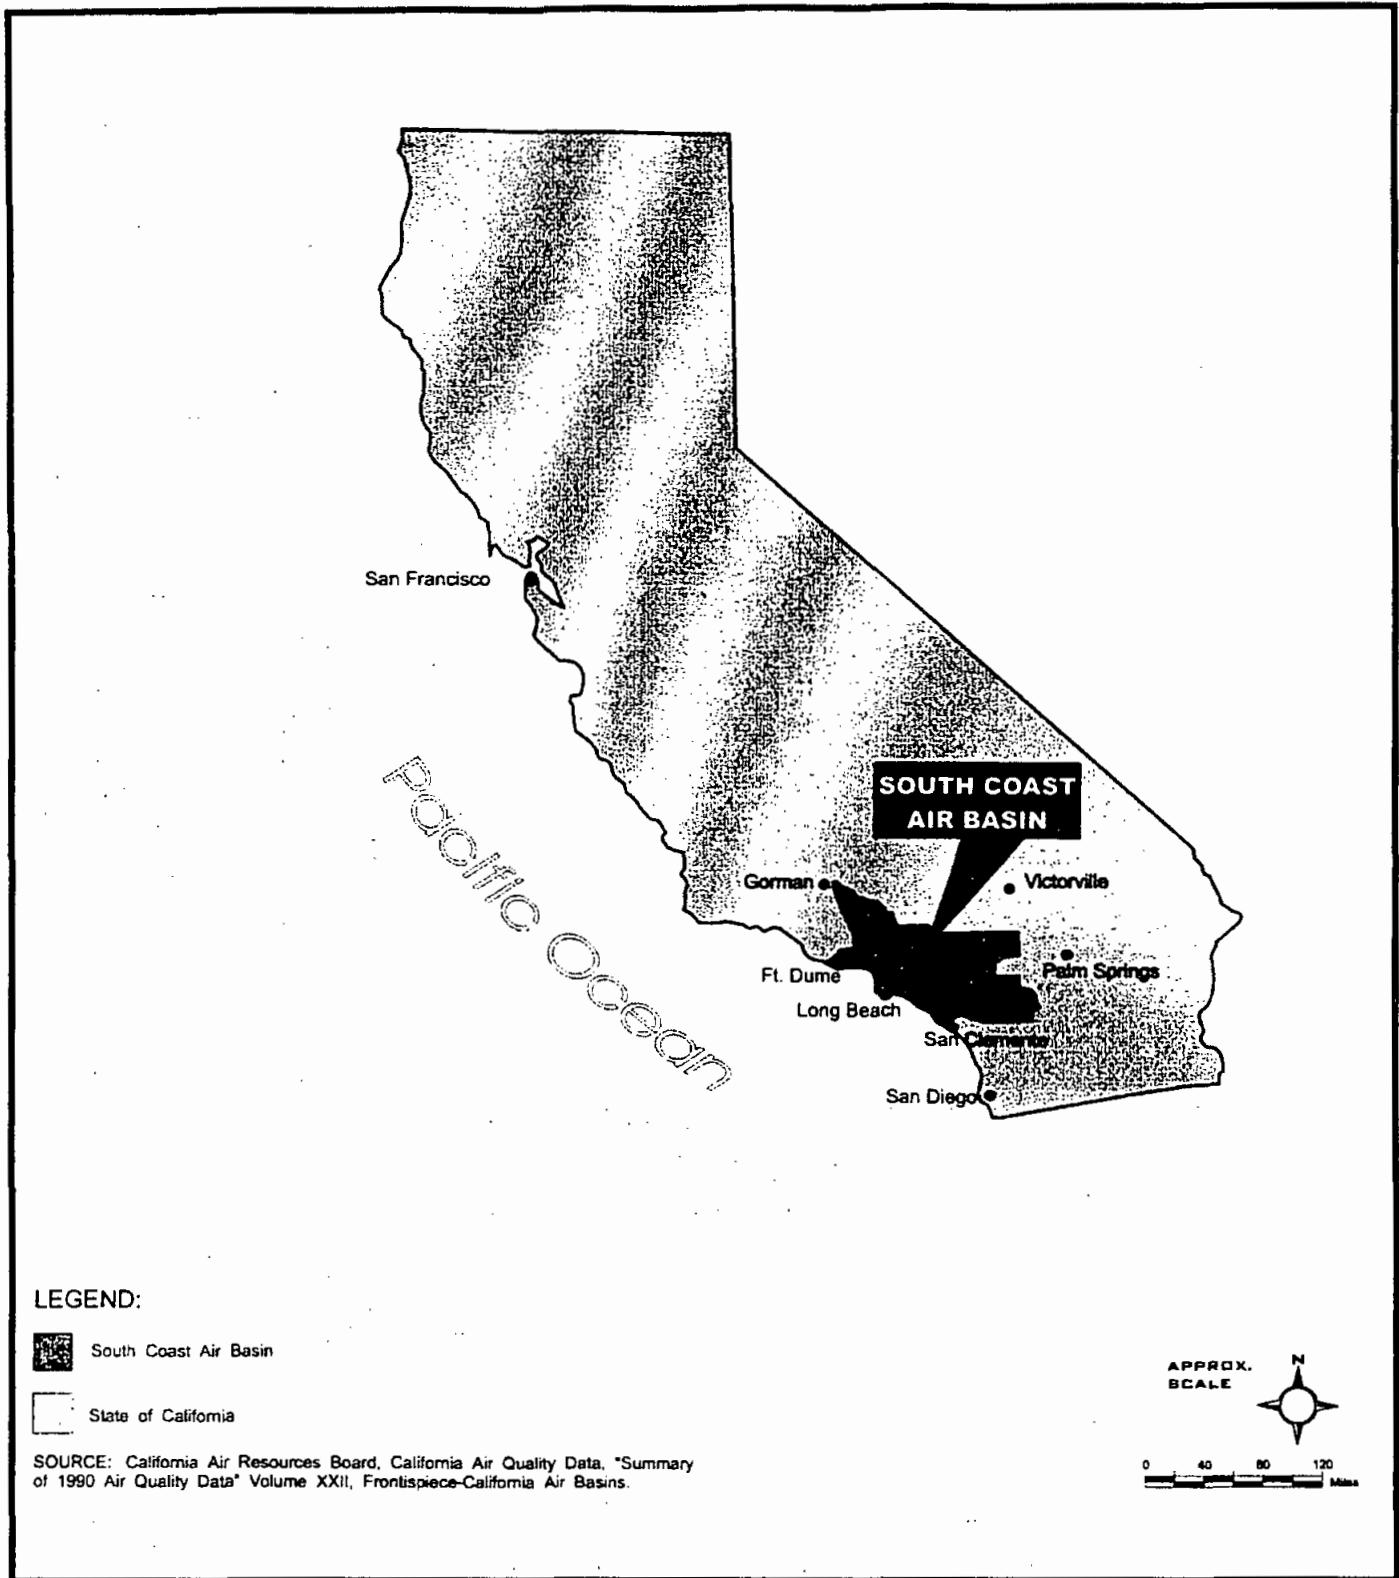 San Francisco
Pacific Ocean
SOUTH COAST
AIR BASIN
Gorman
Victorville
Ft. Dume
Palm Springs
Long Beach
San Clemente
San Diego
LEGEND:
South Coast Air Basin
State of California
SOURCE: California Air Resources Board, California Air Quality Data, "Summary
of 1990 Air Quality Data" Volume XXII, Frontispiece-California Air Basins.
APPROX.
SCALE
N
0 40 80 120
Miles